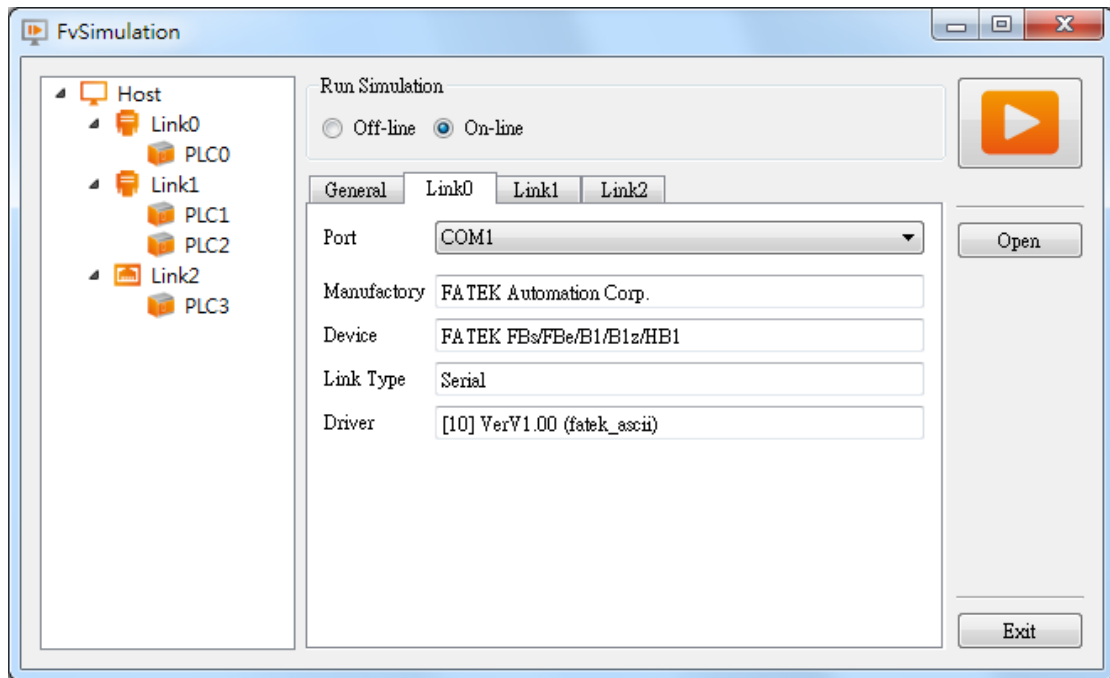 FvSimulation
Host
Link0
PLC0
Link1
PLC1
PLC2
Link2
PLC3
Run Simulation
Off-line On-line
General Link0 Link1 Link2
Port COM1
Manufactory FATEK Automation Corp.
Device FATEK FBs/FBe/B1/B1z/HB1
Link Type Serial
Driver [10] VerV1.00 (fatek_ascii)
Open
Exit